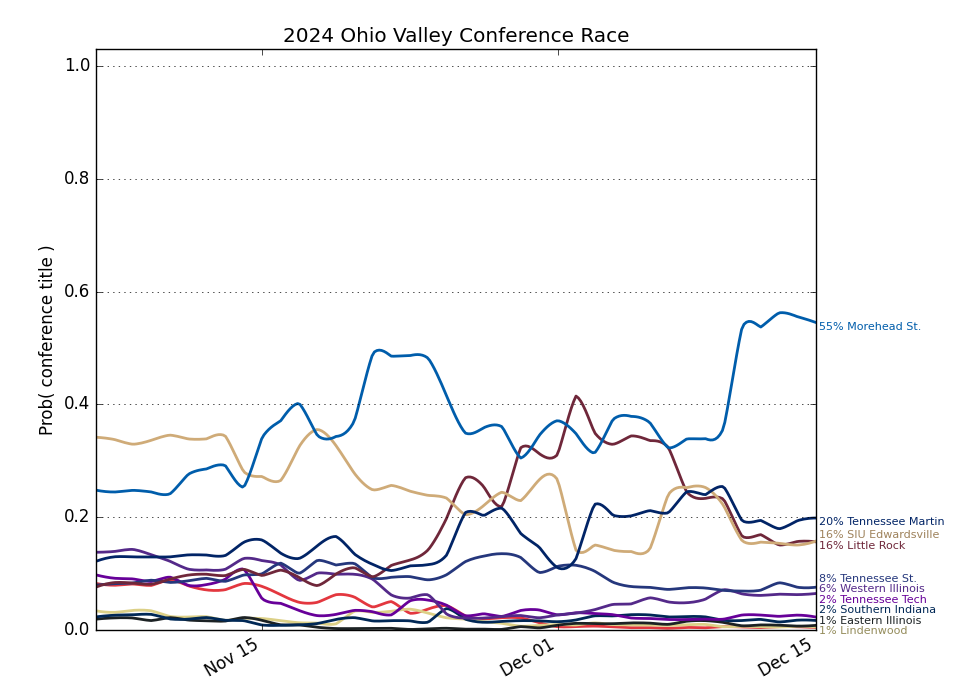 2024 Ohio Valley Conference Race
Prob( conference title )
1.0
0.8
0.6
0.4
0.2
0.0
Nov 15
Dec 01
Dec 15
55% Morehead St.
20% Tennessee Martin
16% SIU Edwardsville
16% Little Rock
8% Tennessee St.
6% Western Illinois
2% Tennessee Tech
2% Southern Indiana
1% Eastern Illinois
1% Lindenwood